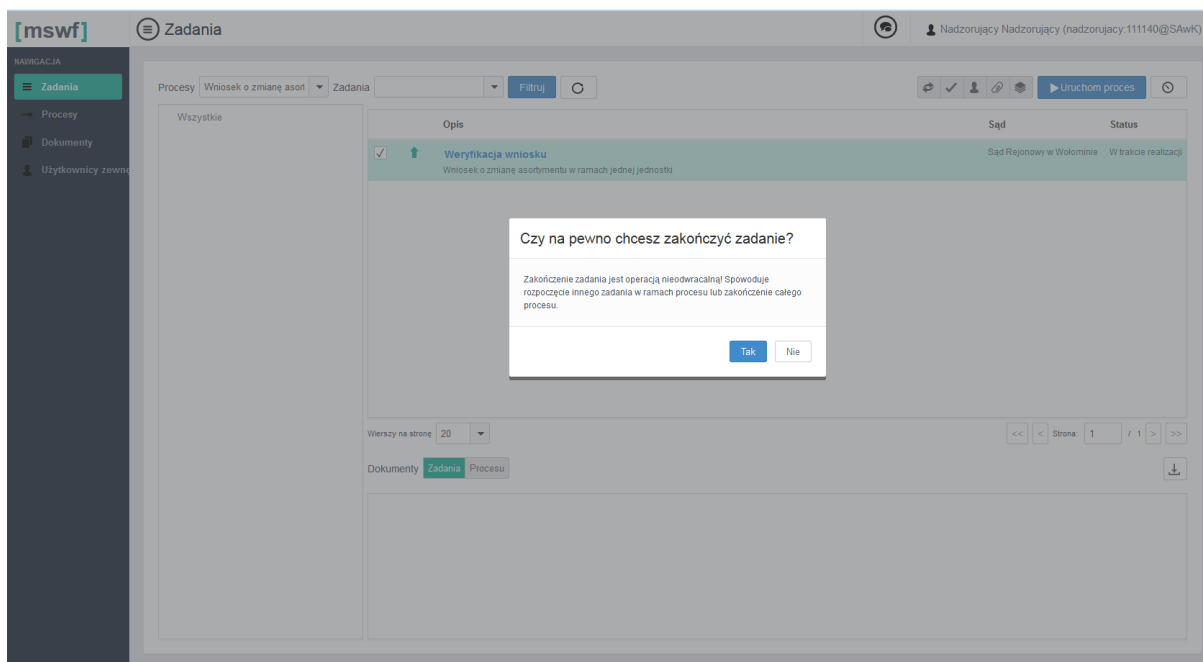 [mswf]
Zadania
Nadzorujący Nadzorujący (nadzorujacy:111140@SAwK)
NAWIGACJA
Zadania
Procesy
Dokumenty
Użytkownicy zewnę
Procesy Wniosek o zmianę asort Zadania Filtruj Uruchom proces
Wszystkie
Opis Sąd Status
Weryfikacja wniosku Sąd Rejonowy w Wołominie W trakcie realizacji
Wniosek o zmianę asortymentu w ramach jednej jednostki
Czy na pewno chcesz zakończyć zadanie?
Zakończenie zadania jest operacją nieodwracalną! Spowoduje
rozpoczęcie innego zadania w ramach procesu lub zakończenie całego
procesu.
Tak Nie
Wierszy na stronę 20 << < Strona: 1 / 1 > >>
Dokumenty Zadania Procesu